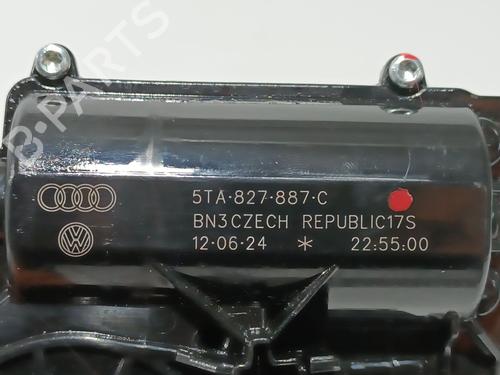 B-PARTS
5TA·827·887·C
BN3CZECH REPUBLIC17S
12·06·24 * 22:55:00